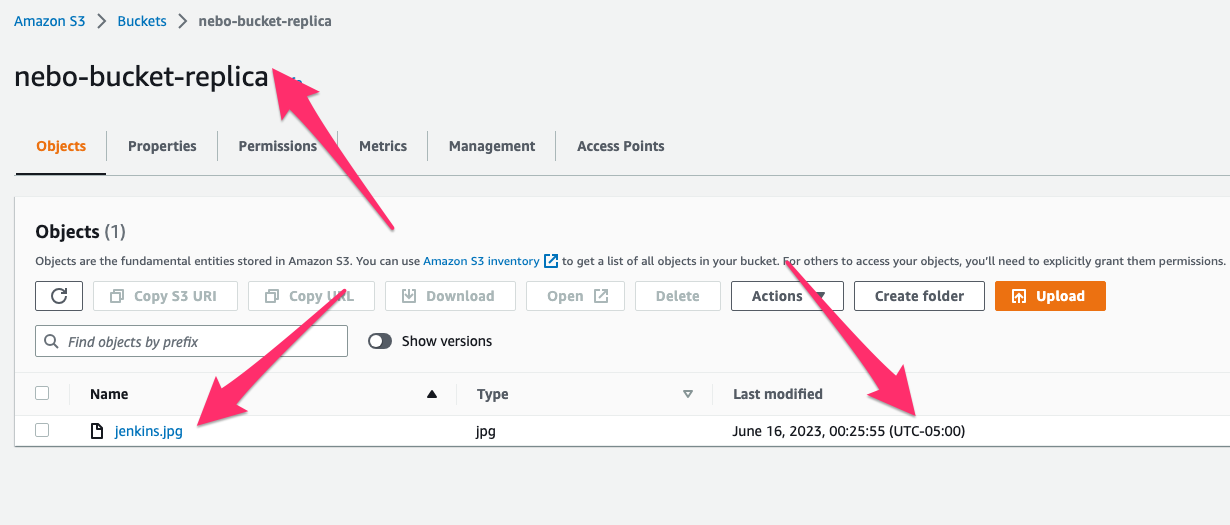 Amazon S3 > Buckets > nebo-bucket-replica
nebo-bucket-replica
Objects Properties Permissions Metrics Management Access Points
Objects (1)
Objects are the fundamental entities stored in Amazon S3. You can use Amazon S3 inventory to get a list of all objects in your bucket. For others to access your objects, you'll need to explicitly grant them permissions.
Copy S3 URI Copy URL Download Open Delete Actions Create folder Upload
Find objects by prefix Show versions
Name Type Last modified
jenkins.jpg jpg June 16, 2023, 00:25:55 (UTC-05:00)